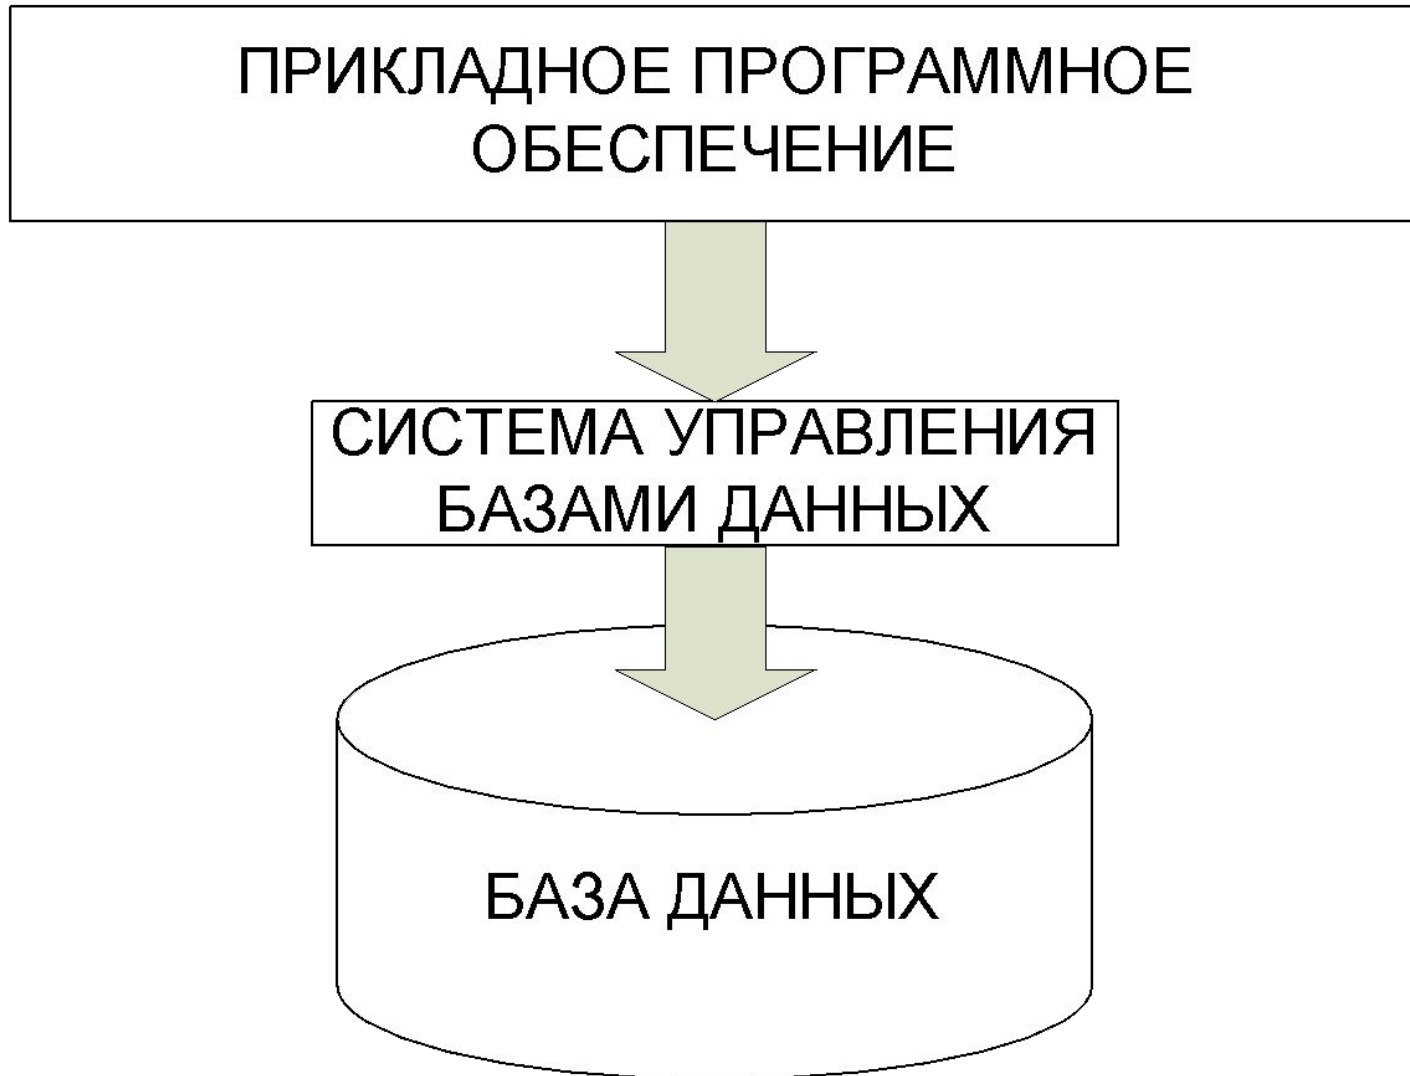 ПРИКЛАДНОЕ ПРОГРАММНОЕ
ОБЕСПЕЧЕНИЕ
СИСТЕМА УПРАВЛЕНИЯ
БАЗАМИ ДАННЫХ
БАЗА ДАННЫХ